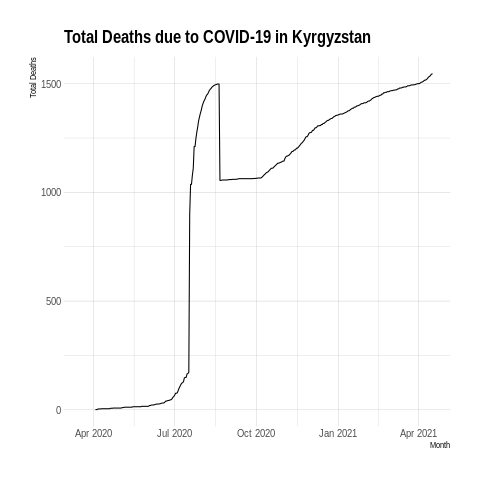 Total Deaths due to COVID-19 in Kyrgyzstan
Total Deaths
1500
1000
500
0
Apr 2020 Jul 2020 Oct 2020 Jan 2021 Apr 2021
Month